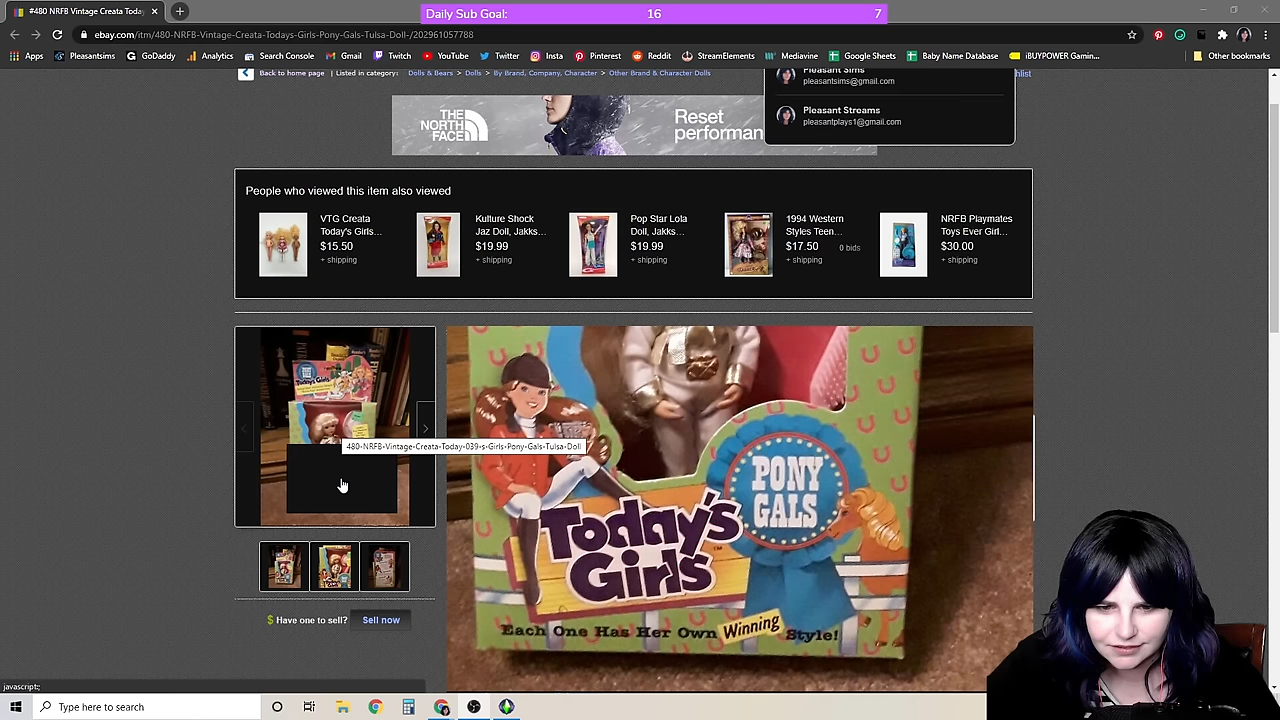 #480 NRFB Vintage Creata Today
Daily Sub Goal: 16 7
ebay.com/itm/480-NRFB-Vintage-Creata-Todays-Girls-Pony-Gals-Tulsa-Doll-/202961057788
Apps Pleasantsims GoDaddy Analytics Search Console Gmail Twitch YouTube Twitter Insta Pinterest Reddit StreamElements Mediavine Google Sheets Baby Name Database iBUYPOWER Gamin... Other bookmarks
Back to home page | Listed in category: Dolls & Bears > Dolls > By Brand, Company, Character > Other Brand & Character Dolls
Pleasant Sims
pleasantsims@gmail.com
Pleasant Streams
pleasantplays1@gmail.com
THE NORTH FACE
Reset
performan
People who viewed this item also viewed
VTG Creata
Today's Girls...
$15.50
+ shipping
Kulture Shock
Jaz Doll, Jakks...
$19.99
+ shipping
Pop Star Lola
Doll, Jakks...
$19.99
+ shipping
1994 Western
Styles Teen...
$17.50 0 bids
+ shipping
NRFB Playmates
Toys Ever Girl...
$30.00
+ shipping
Today's Girls
480-NRFB-Vintage-Creata-Today-039-s-Girls-Pony-Gals-Tulsa-Doll
PONY
GALS
Today's
Girls
Each One Has Her Own Winning Style!
$ Have one to sell? Sell now
javascript:;
Type here to search